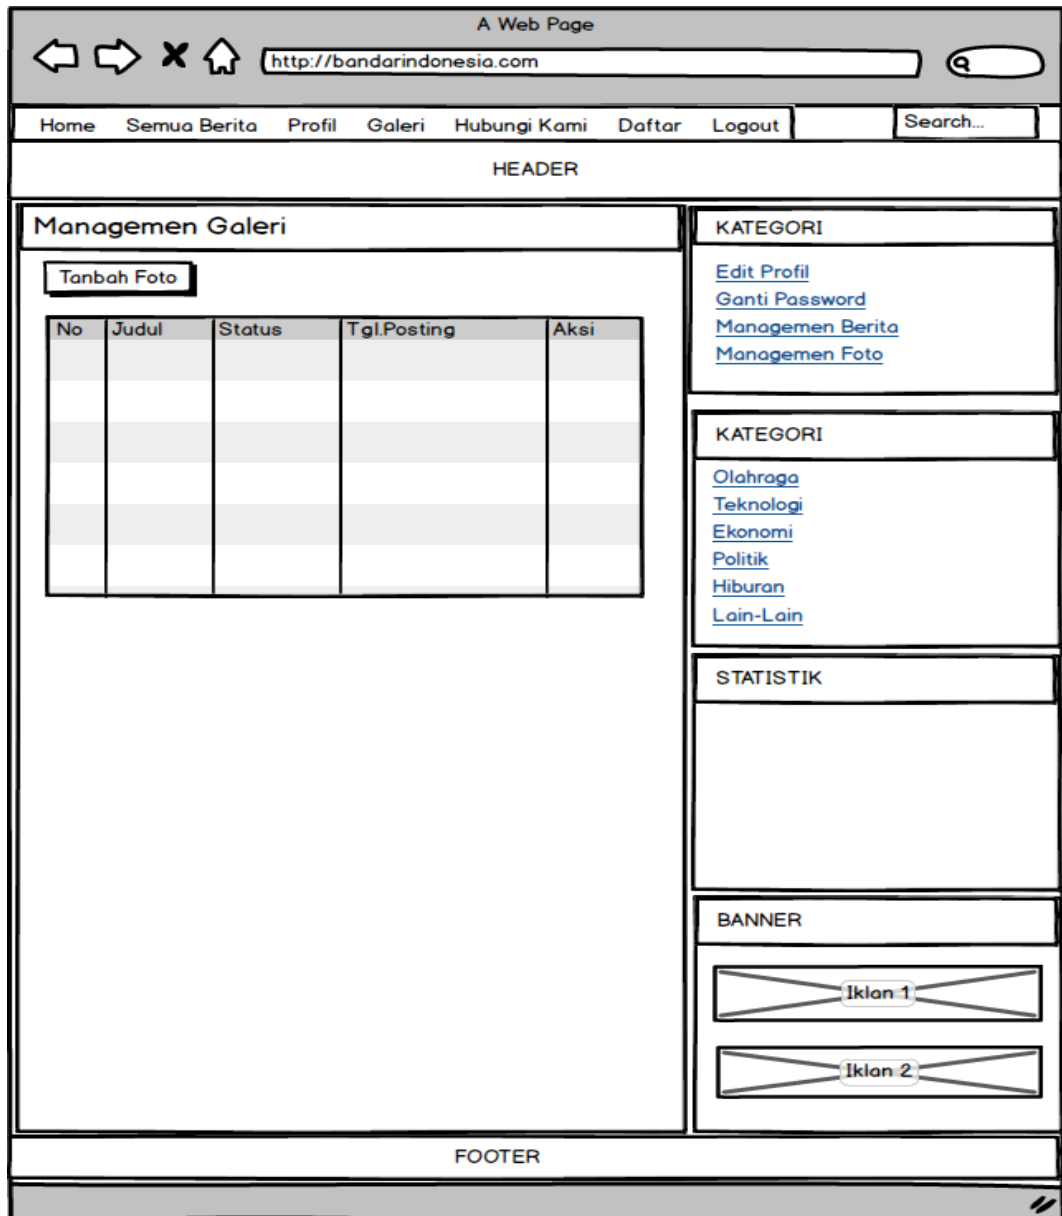 A Web Page
http://bandarindonesia.com
Home Semua Berita Profil Galeri Hubungi Kami Daftar Logout Search...
HEADER
Managemen Galeri
Tanbah Foto
No Judul Status Tgl.Posting Aksi
KATEGORI
Edit Profil
Ganti Password
Managemen Berita
Managemen Foto
KATEGORI
Olahraga
Teknologi
Ekonomi
Politik
Hiburan
Lain-Lain
STATISTIK
BANNER
Iklan 1
Iklan 2
FOOTER